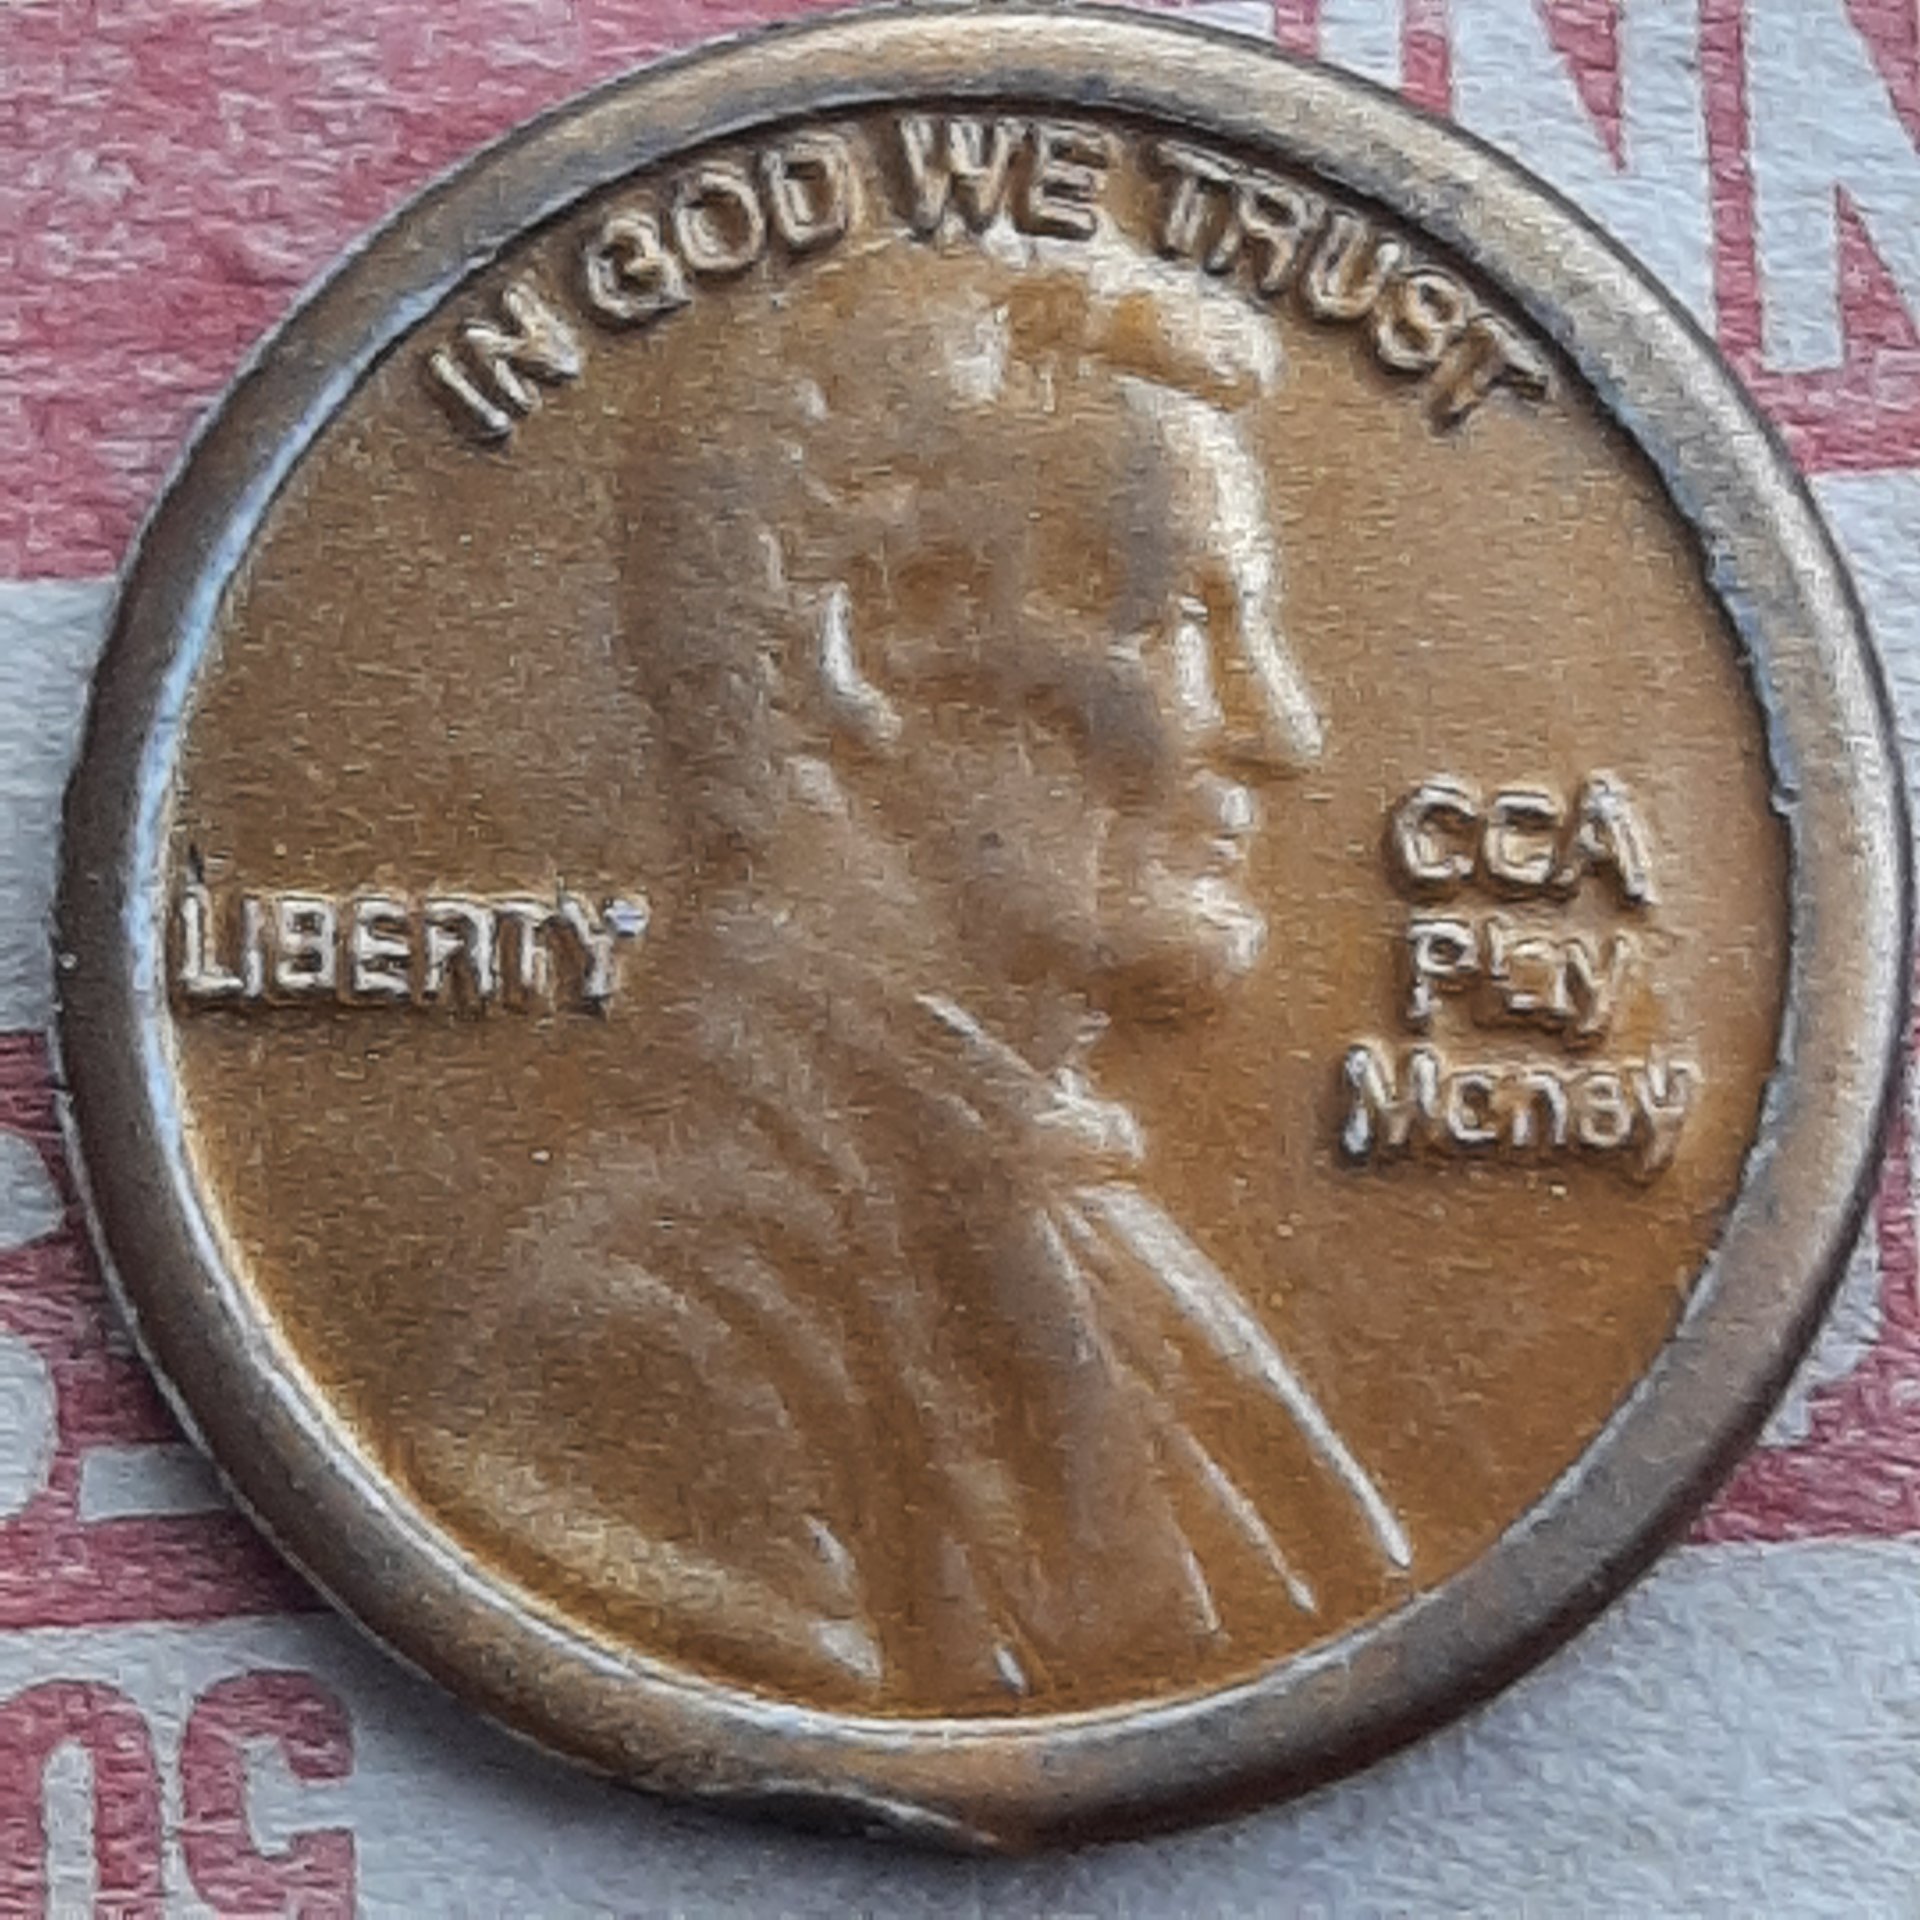 IN GOD WE TRUST
LIBERTY
CCA
Play
Money